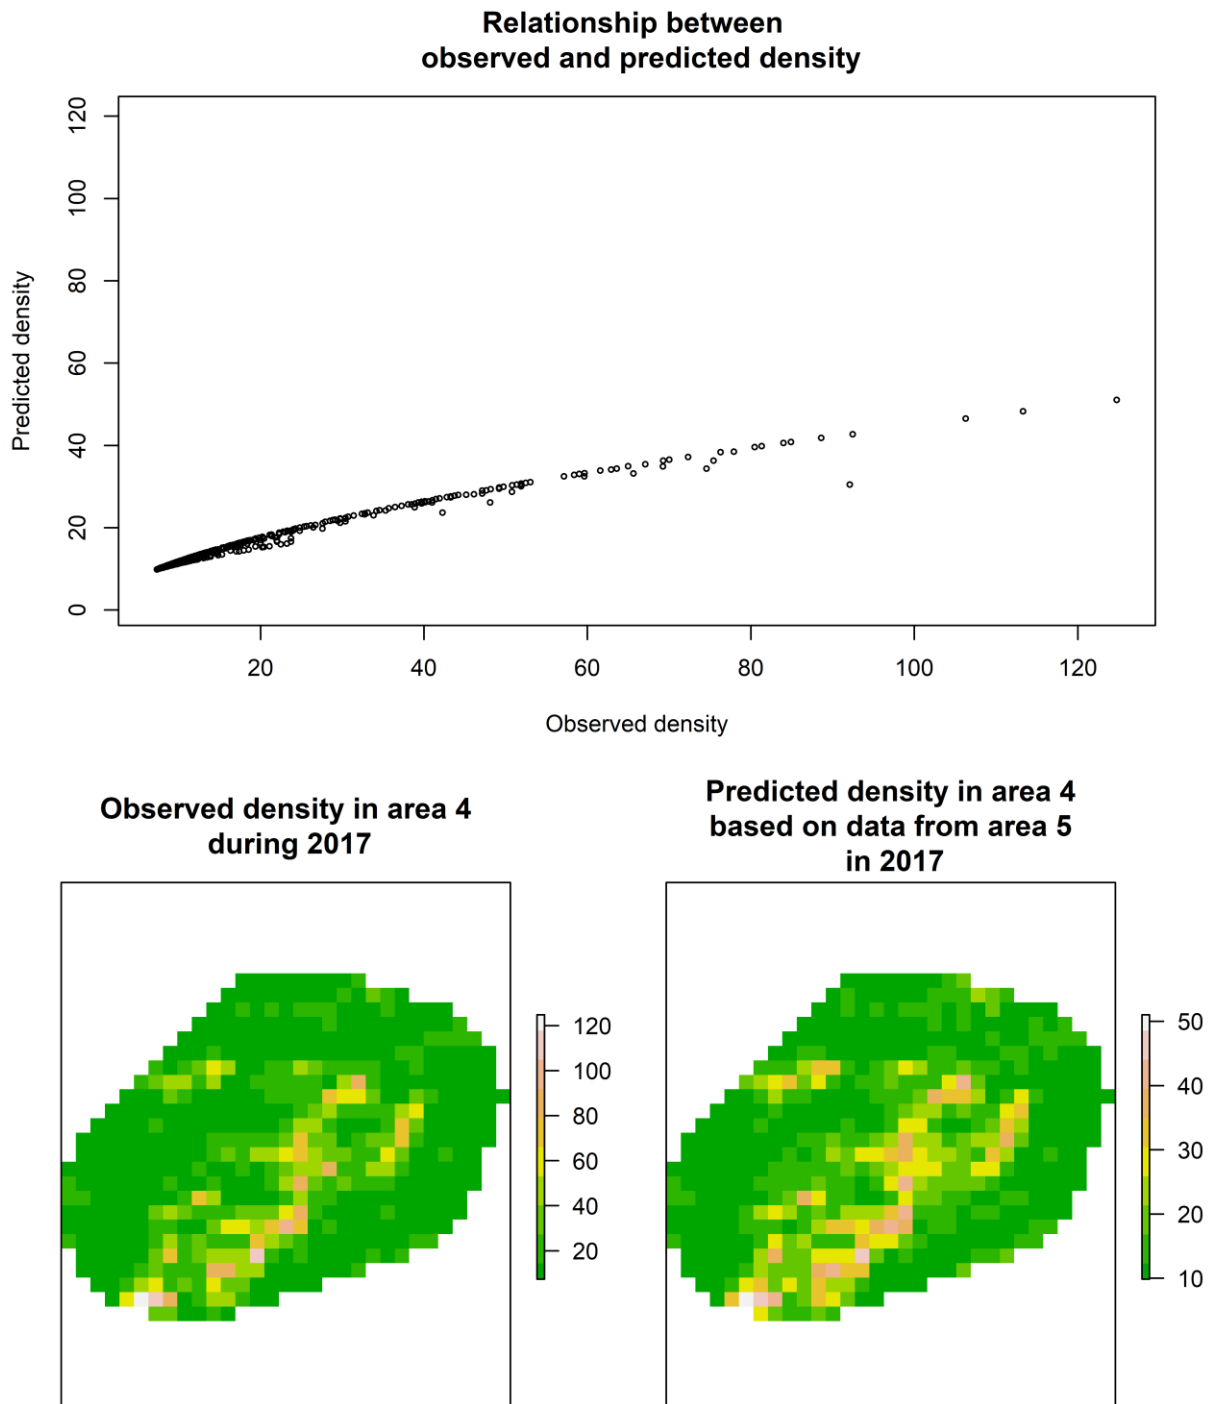 Relationship between
observed and predicted density
120
100
80
60
40
20
0
Predicted density
20 40 60 80 100 120
Observed density
Observed density in area 4
during 2017
120
100
80
60
40
20
Predicted density in area 4
based on data from area 5
in 2017
50
40
30
20
10